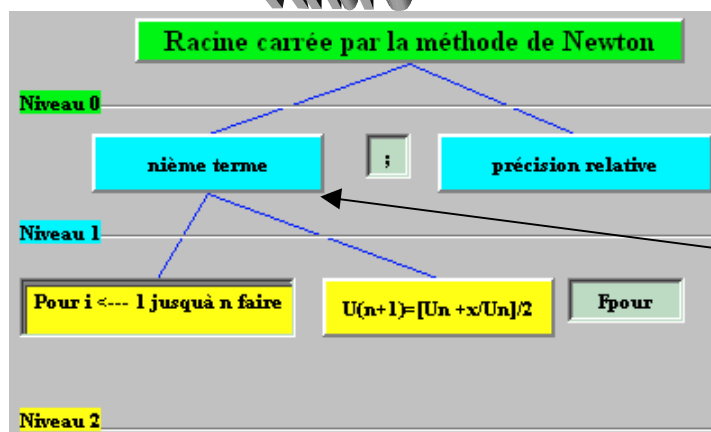 Racine carrée par la méthode de Newton
Niveau 0
nième terme ; précision relative
Niveau 1
Pour i <--- 1 jusquà n faire U(n+1)=[Un +x/Un]/2 Fpour
Niveau 2